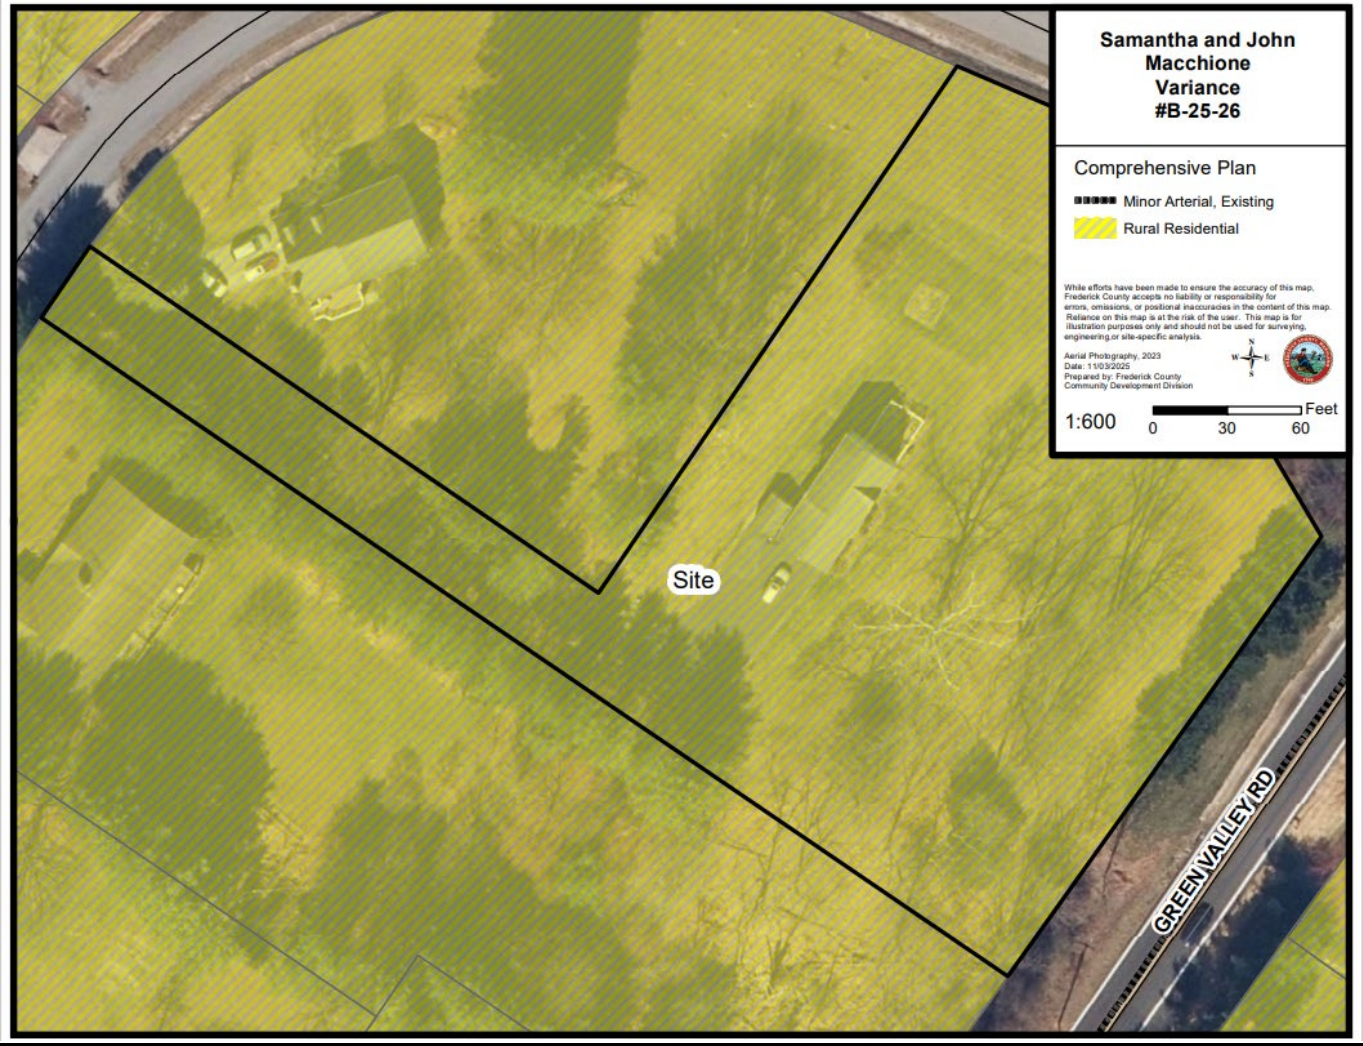 Samantha and John
Macchione
Variance
#B-25-26
Comprehensive Plan
Minor Arterial, Existing
Rural Residential
While efforts have been made to ensure the accuracy of this map,
Frederick County accepts no liability or responsibility for
errors, omissions, or positional inaccuracies in the content of this map.
Reliance on this map is at the risk of the user. This map is for
illustration purposes only and should not be used for surveying,
engineering,or site-specific analysis.
Aerial Photography, 2023
Date: 11/03/2025
Prepared by: Frederick County
Community Development Division
N
W E
S
1:600
Feet
0 30 60
Site
GREEN VALLEY RD